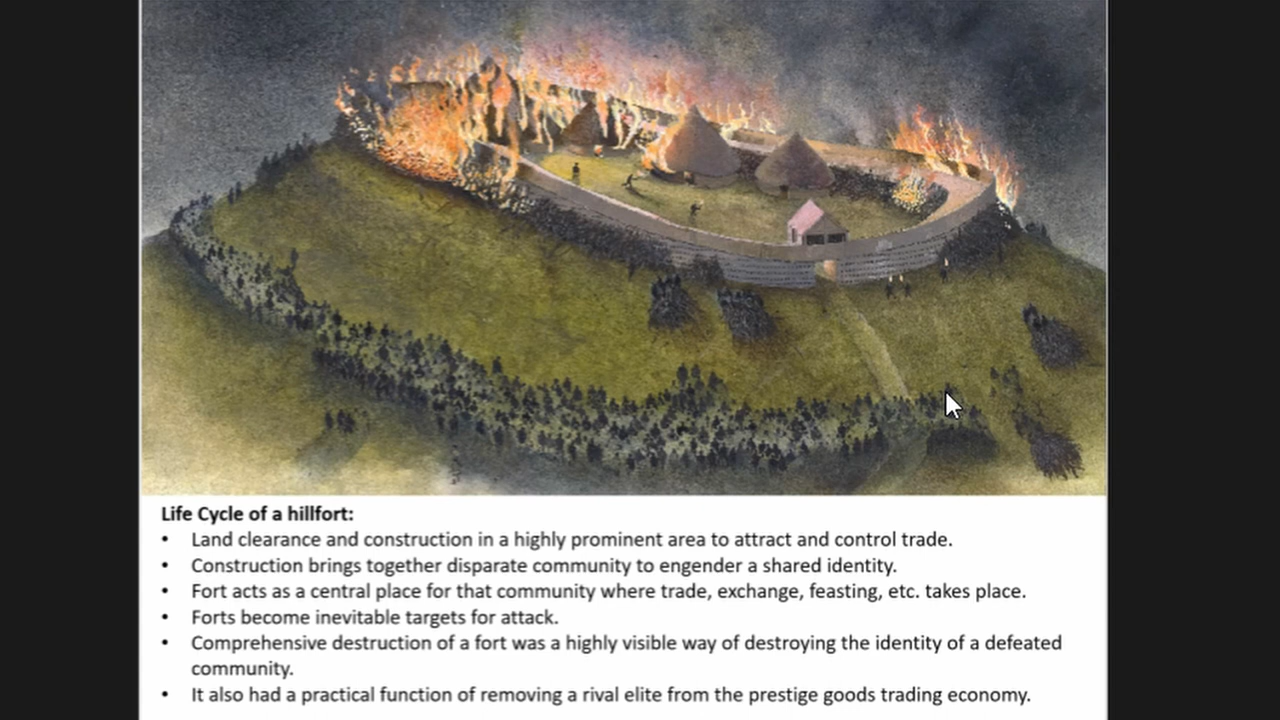 Life Cycle of a hillfort:
• Land clearance and construction in a highly prominent area to attract and control trade.
• Construction brings together disparate community to engender a shared identity.
• Fort acts as a central place for that community where trade, exchange, feasting, etc. takes place.
• Forts become inevitable targets for attack.
• Comprehensive destruction of a fort was a highly visible way of destroying the identity of a defeated
community.
• It also had a practical function of removing a rival elite from the prestige goods trading economy.